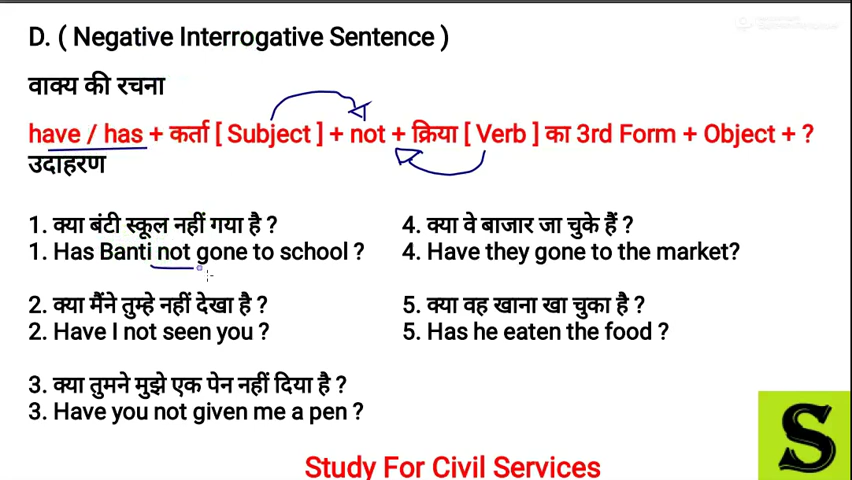 D. ( Negative Interrogative Sentence )
वाक्य की रचना
have / has + कर्ता [ Subject ] + not + क्रिया [ Verb ] का 3rd Form + Object + ?
उदाहरण
1. क्या बंटी स्कूल नहीं गया है ?
1. Has Banti not gone to school ?
2. क्या मैंने तुम्हे नहीं देखा है ?
2. Have I not seen you ?
3. क्या तुमने मुझे एक पेन नहीं दिया है ?
3. Have you not given me a pen ?
4. क्या वे बाजार जा चुके हैं ?
4. Have they gone to the market?
5. क्या वह खाना खा चुका है ?
5. Has he eaten the food ?
S
Study For Civil Services